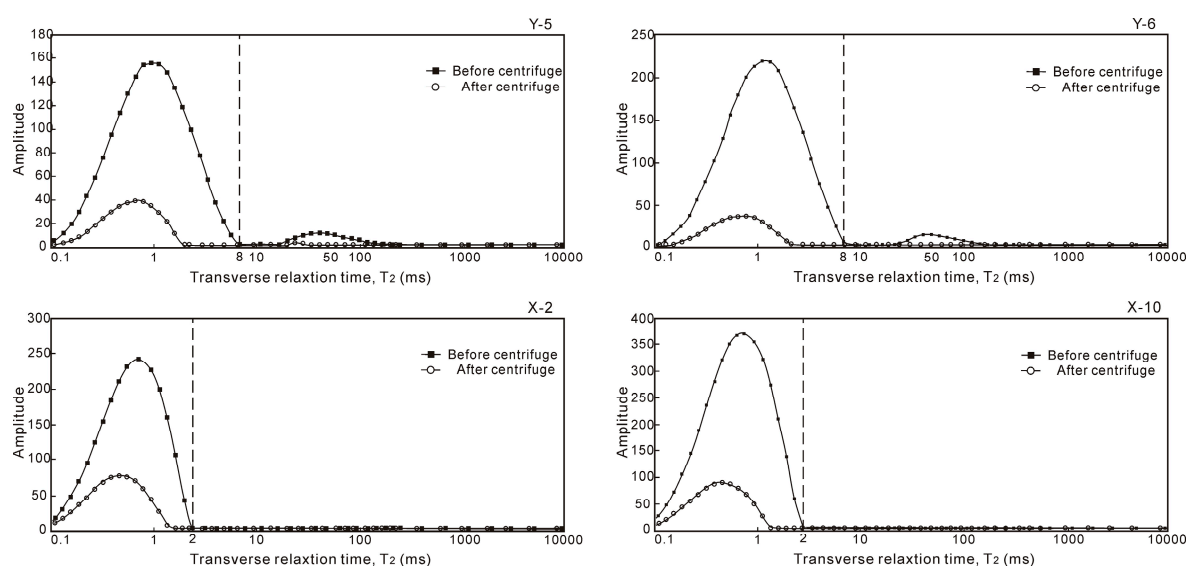 Y-5
180
160
140
120
100
80
60
40
20
0
Amplitude
Before centrifuge
After centrifuge
0.1 1 8 10 50 100 1000 10000
Transverse relaxtion time, T2 (ms)
Y-6
250
200
150
100
50
0
Amplitude
Before centrifuge
After centrifuge
0.1 1 8 10 50 100 1000 10000
Transverse relaxtion time, T2 (ms)
X-2
300
250
200
150
100
50
0
Amplitude
Before centrifuge
After centrifuge
0.1 1 2 10 100 1000 10000
Transverse relaxtion time, T2 (ms)
X-10
400
350
300
250
200
150
100
50
0
Amplitude
Before centrifuge
After centrifuge
0.1 1 2 10 100 1000 10000
Transverse relaxtion time, T2 (ms)